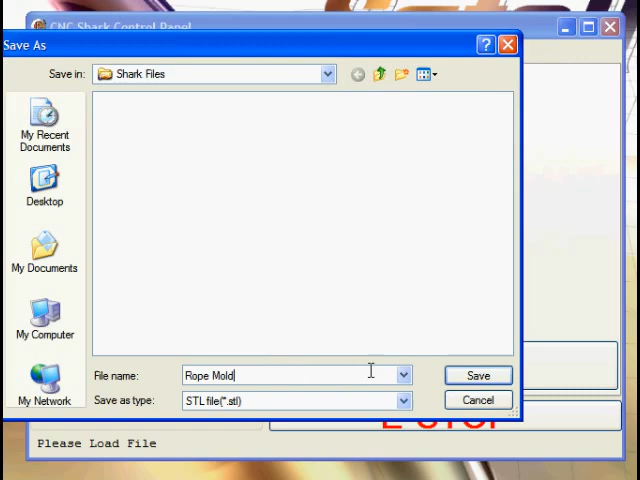 CNC Shark Control Panel
Save As
Save in:
Shark Files
My Recent
Documents
Desktop
My Documents
My Computer
My Network
File name:
Rope Mold
Save
Save as type:
STL file(*.stl)
Cancel
E-STOP
Please Load File